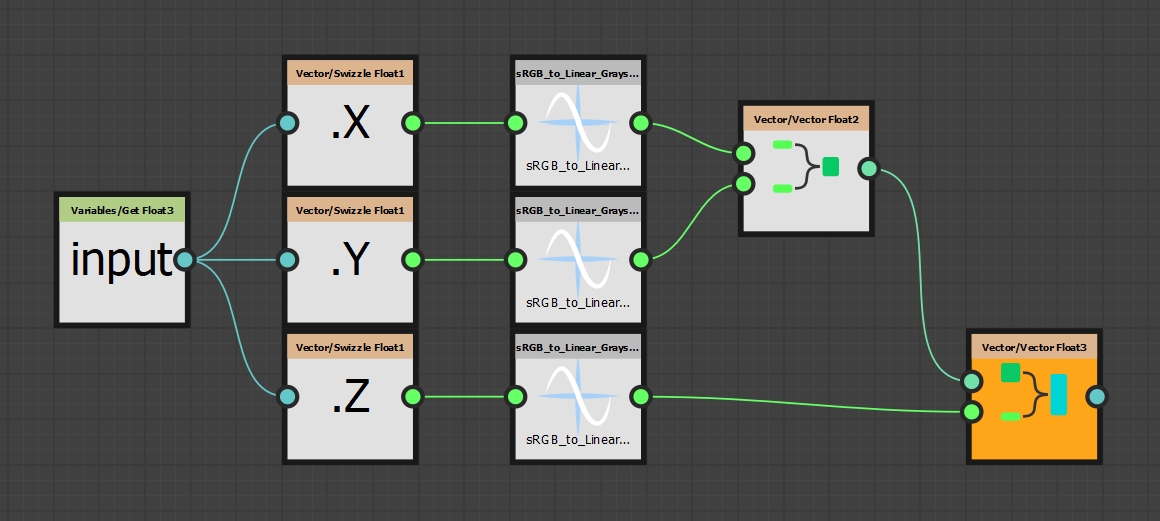 Vector/Swizzle Float1
.X
sRGB_to_Linear_Grays...
sRGB_to_Linear...
Vector/Vector Float2
Variables/Get Float3
input
Vector/Swizzle Float1
.Y
sRGB_to_Linear_Grays...
sRGB_to_Linear...
Vector/Swizzle Float1
.Z
sRGB_to_Linear_Grays...
sRGB_to_Linear...
Vector/Vector Float3